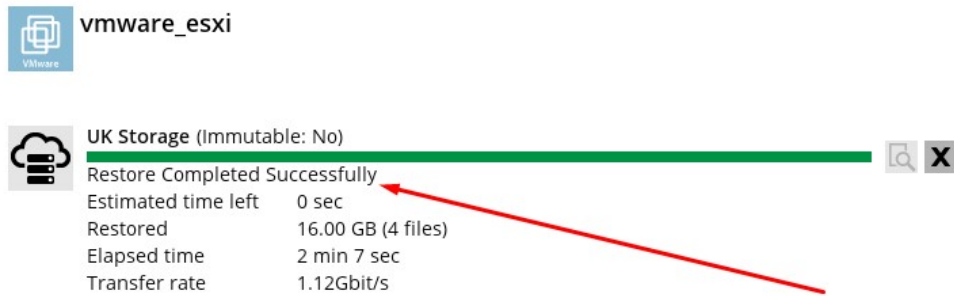 vmware_esxi
VMware
UK Storage (Immutable: No)
Restore Completed Successfully
Estimated time left 0 sec
Restored 16.00 GB (4 files)
Elapsed time 2 min 7 sec
Transfer rate 1.12Gbit/s